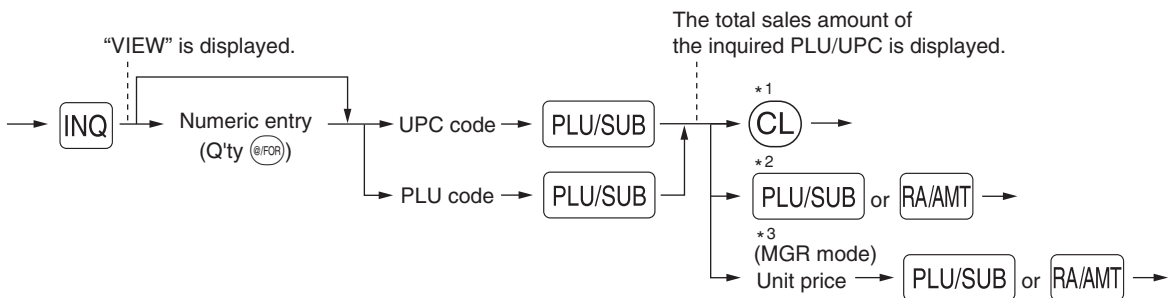 The total sales amount of
the inquired PLU/UPC is displayed.
“VIEW” is displayed.
INQ
Numeric entry
(Q'ty @/FOR)
UPC code
PLU/SUB
PLU code
PLU/SUB
*1
CL
*2
PLU/SUB or RA/AMT
*3
(MGR mode)
Unit price
PLU/SUB or RA/AMT